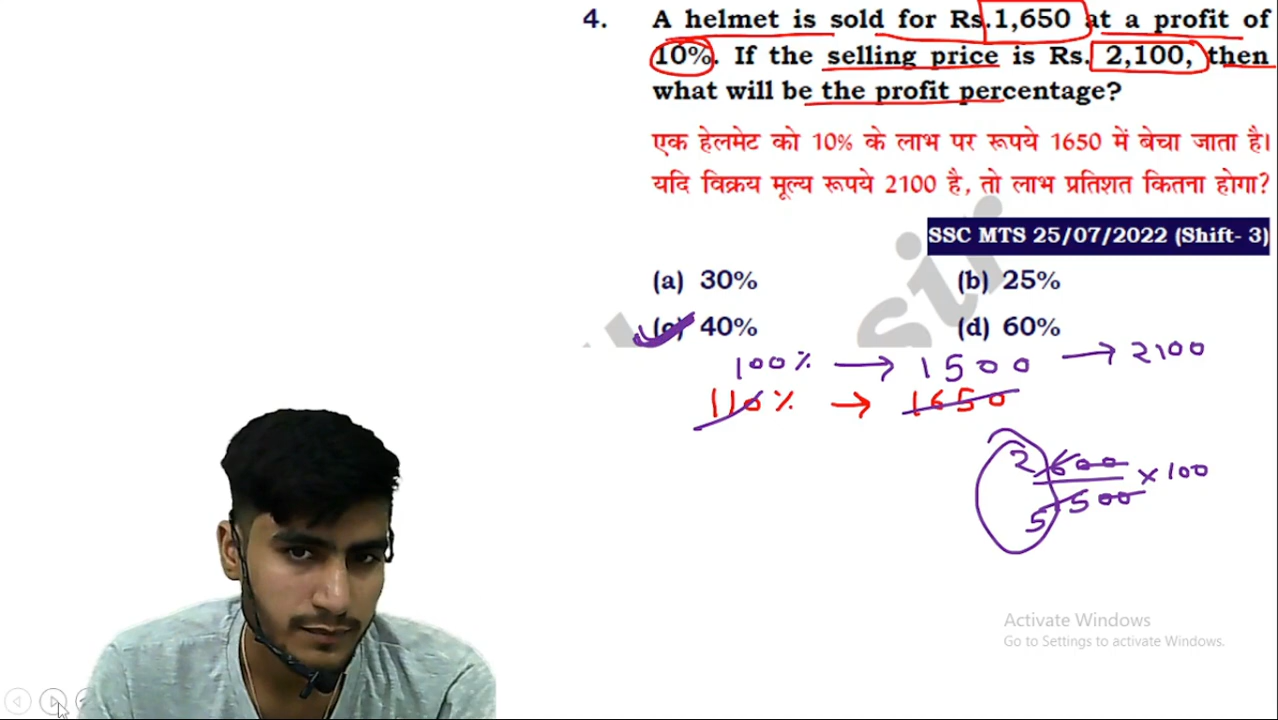 4. A helmet is sold for Rs.1,650 at a profit of
10%. If the selling price is Rs. 2,100, then
what will be the profit percentage?
एक हेलमेट को 10% के लाभ पर रूपये 1650 में बेचा जाता है।
यदि विक्रय मूल्य रूपये 2100 है, तो लाभ प्रतिशत कितना होगा?
SSC MTS 25/07/2022 (Shift- 3)
(a) 30% (b) 25%
(c) 40% (d) 60%
100% → 1500 → 2100
110% → 1650
2 600 × 100
5 1500
sir
Activate Windows
Go to Settings to activate Windows.